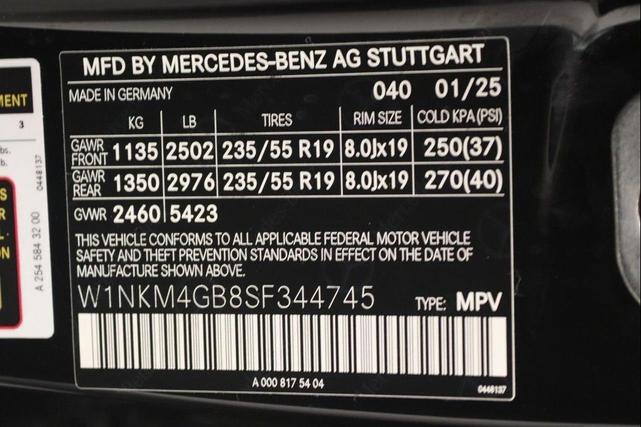 MFD BY MERCEDES-BENZ AG STUTTGART
MADE IN GERMANY 040 01/25
KG LB TIRES RIM SIZE COLD KPA (PSI)
GAWR FRONT 1135 2502 235/55 R19 8.0Jx19 250(37)
GAWR REAR 1350 2976 235/55 R19 8.0Jx19 270(40)
GVWR 2460 5423
THIS VEHICLE CONFORMS TO ALL APPLICABLE FEDERAL MOTOR VEHICLE
SAFETY AND THEFT PREVENTION STANDARDS IN EFFECT ON THE DATE OF
MANUFACTURE SHOWN ABOVE.
W1NKM4GB8SF344745 TYPE: MPV
A 000 817 54 04
0448137
3
0448137
A 254 584 32 00